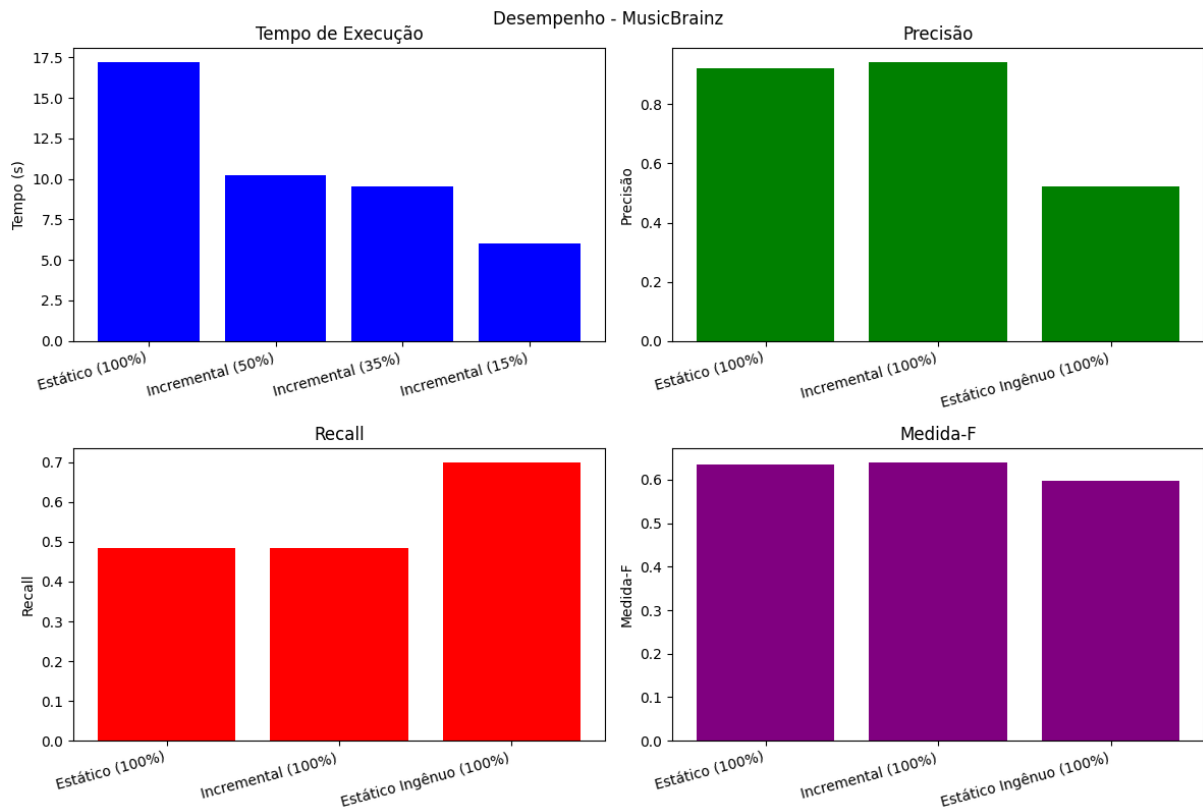 Desempenho - MusicBrainz
Tempo de Execução
Tempo (s)
17.5
15.0
12.5
10.0
7.5
5.0
2.5
0.0
Estático (100%)
Incremental (50%)
Incremental (35%)
Incremental (15%)
Precisão
Precisão
0.8
0.6
0.4
0.2
0.0
Estático (100%)
Incremental (100%)
Estático Ingênuo (100%)
Recall
Recall
0.7
0.6
0.5
0.4
0.3
0.2
0.1
0.0
Estático (100%)
Incremental (100%)
Estático Ingênuo (100%)
Medida-F
Medida-F
0.6
0.5
0.4
0.3
0.2
0.1
0.0
Estático (100%)
Incremental (100%)
Estático Ingênuo (100%)